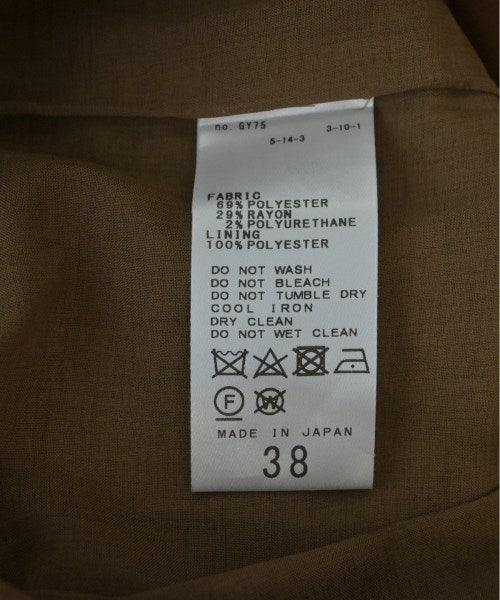 no. GY75 3-10-1
5-14-3
FABRIC
69% POLYESTER
29% RAYON
2% POLYURETHANE
LINING
100% POLYESTER
DO NOT WASH
DO NOT BLEACH
DO NOT TUMBLE DRY
COOL IRON
DRY CLEAN
DO NOT WET CLEAN
F W
MADE IN JAPAN
38